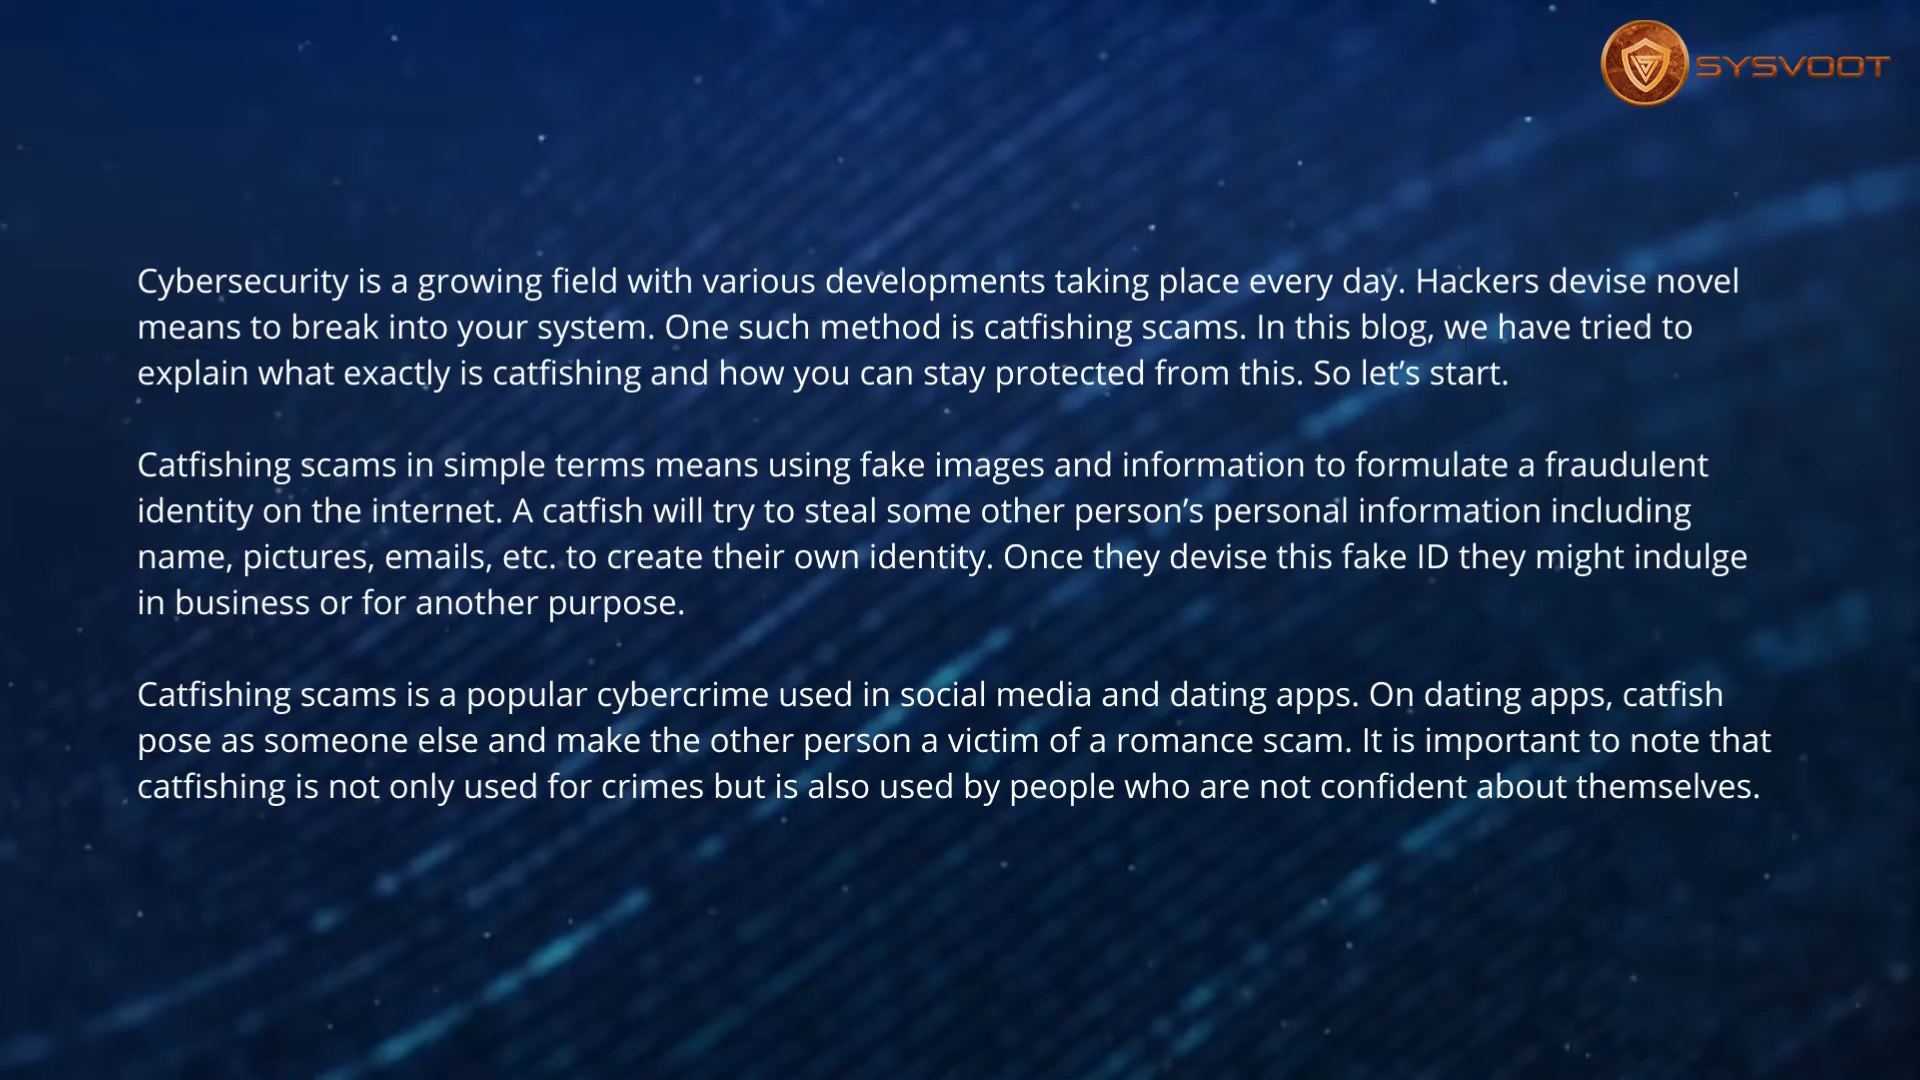 SYSVOOT
Cybersecurity is a growing field with various developments taking place every day. Hackers devise novel
means to break into your system. One such method is catfishing scams. In this blog, we have tried to
explain what exactly is catfishing and how you can stay protected from this. So let’s start.
Catfishing scams in simple terms means using fake images and information to formulate a fraudulent
identity on the internet. A catfish will try to steal some other person’s personal information including
name, pictures, emails, etc. to create their own identity. Once they devise this fake ID they might indulge
in business or for another purpose.
Catfishing scams is a popular cybercrime used in social media and dating apps. On dating apps, catfish
pose as someone else and make the other person a victim of a romance scam. It is important to note that
catfishing is not only used for crimes but is also used by people who are not confident about themselves.